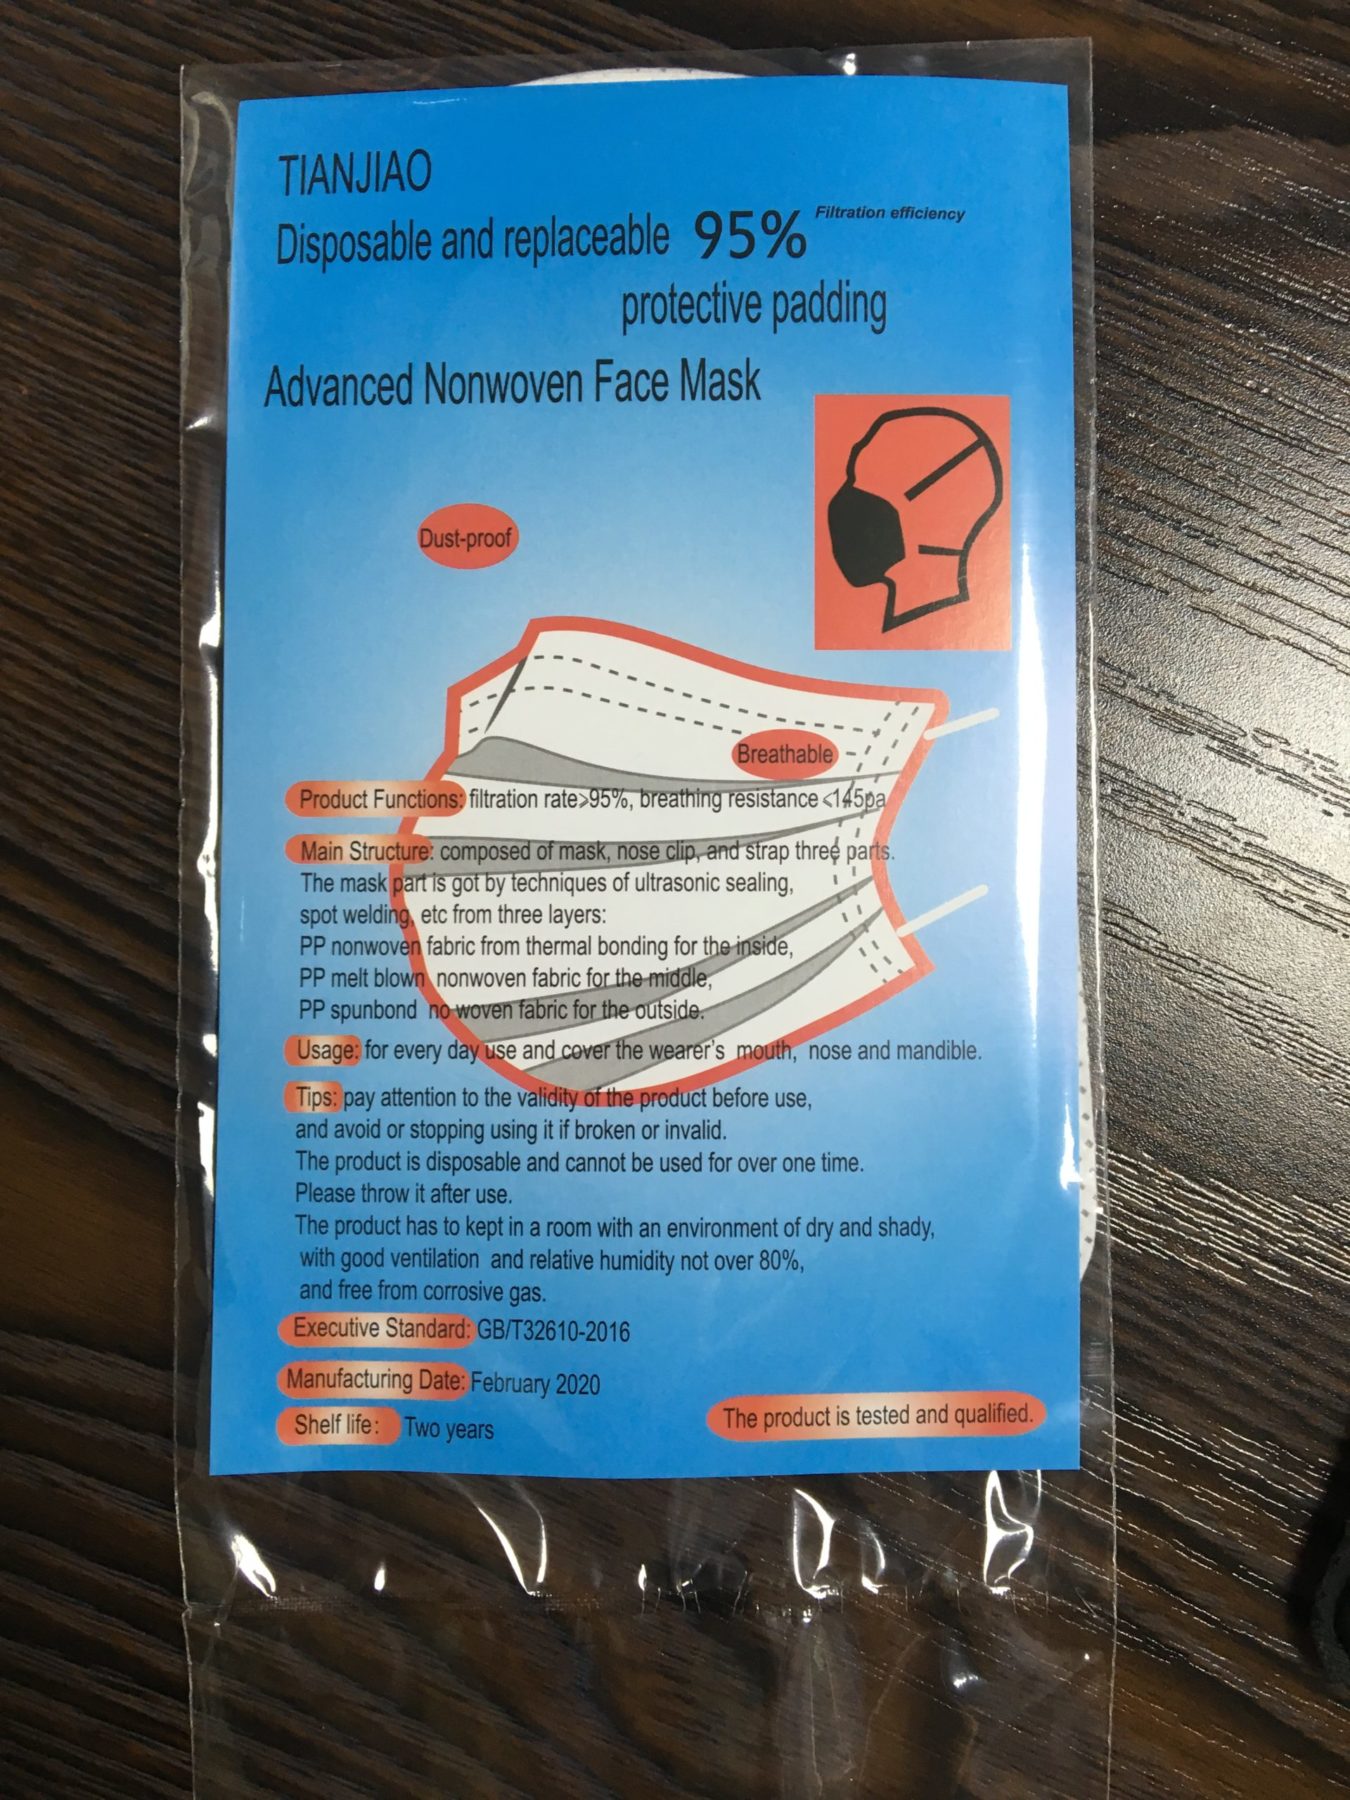 TIANJIAO
Disposable and replaceable 95% Filtration efficiency
protective padding
Advanced Nonwoven Face Mask
Dust-proof
Breathable
Product Functions: filtration rate≥95%, breathing resistance <145pa
Main Structure: composed of mask, nose clip, and strap three parts.
The mask part is got by techniques of ultrasonic sealing,
spot welding, etc from three layers:
PP nonwoven fabric from thermal bonding for the inside,
PP melt blown nonwoven fabric for the middle,
PP spunbond no woven fabric for the outside.
Usage: for every day use and cover the wearer's mouth, nose and mandible.
Tips: pay attention to the validity of the product before use,
and avoid or stopping using it if broken or invalid.
The product is disposable and cannot be used for over one time.
Please throw it after use.
The product has to kept in a room with an environment of dry and shady,
with good ventilation and relative humidity not over 80%,
and free from corrosive gas.
Executive Standard: GB/T32610-2016
Manufacturing Date: February 2020
Shelf life: Two years
The product is tested and qualified.